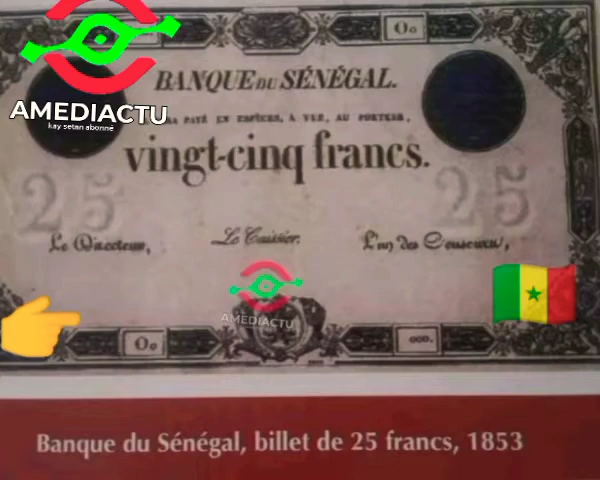 AMEDIACTU
kay setan abonné
Oo
BANQUE DU SÉNÉGAL.
PAYÉ EN ESPÈCES, A VUE, AU PORTEUR,
vingt-cinq francs.
25 25
Le Directeur, Le Caissier. L'un des Censeurs,
AMEDIACTU
Oo 000.
Banque du Sénégal, billet de 25 francs, 1853